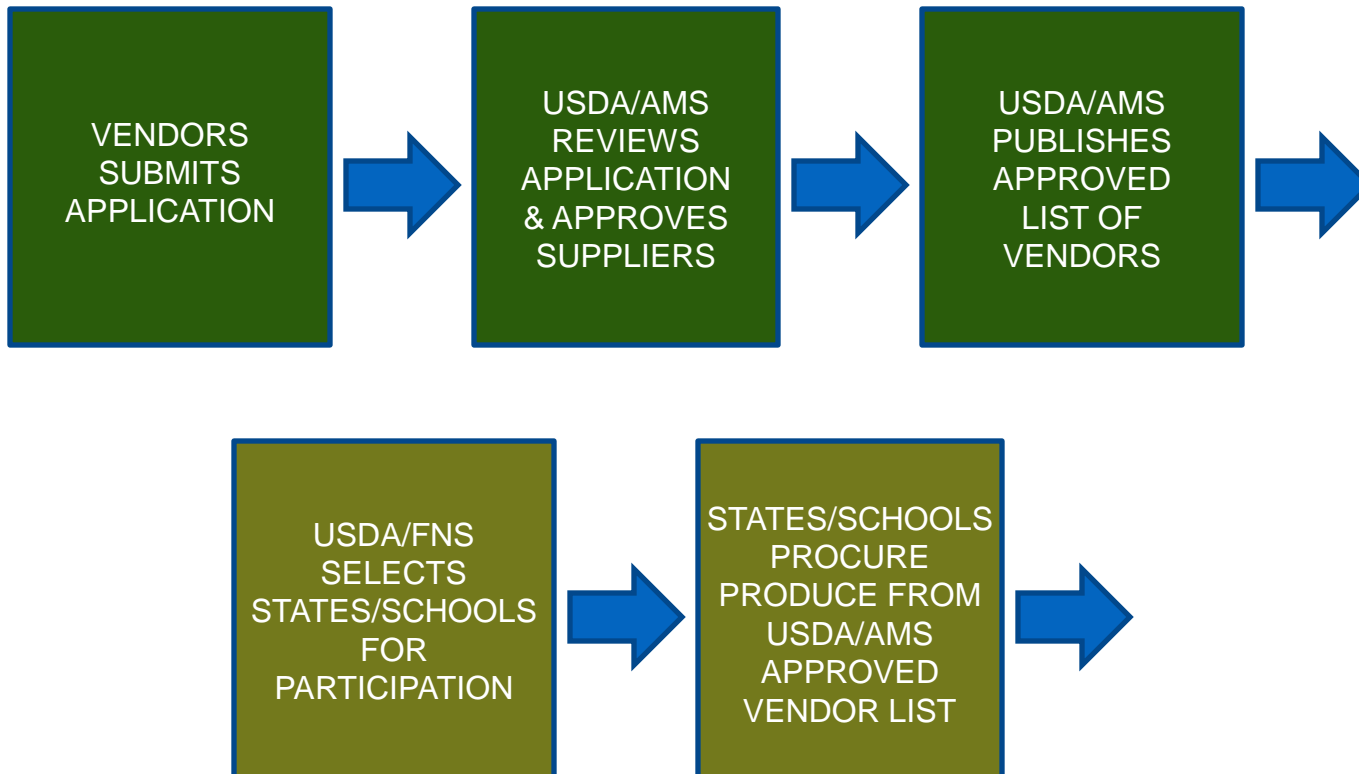 VENDORS
SUBMITS
APPLICATION
USDA/AMS
REVIEWS
APPLICATION
& APPROVES
SUPPLIERS
USDA/AMS
PUBLISHES
APPROVED
LIST OF
VENDORS
USDA/FNS
SELECTS
STATES/SCHOOLS
FOR
PARTICIPATION
STATES/SCHOOLS
PROCURE
PRODUCE FROM
USDA/AMS
APPROVED
VENDOR LIST